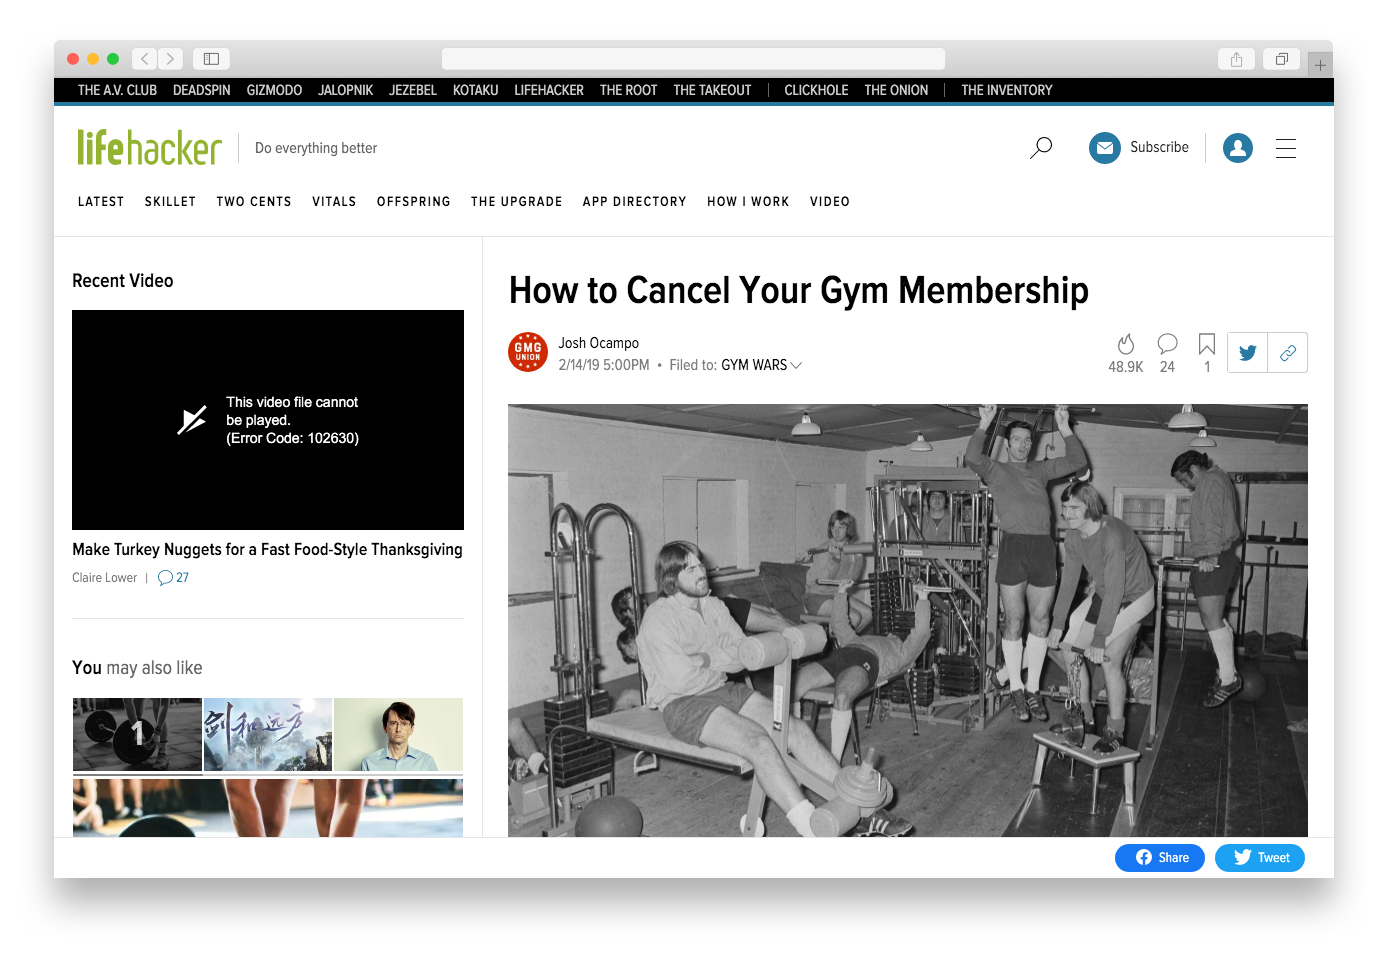 THE A.V. CLUB DEADSPIN GIZMODO JALOPNIK JEZEBEL KOTAKU LIFEHACKER THE ROOT THE TAKEOUT CLICKHOLE THE ONION THE INVENTORY
lifehacker Do everything better Subscribe
LATEST SKILLET TWO CENTS VITALS OFFSPRING THE UPGRADE APP DIRECTORY HOW I WORK VIDEO
Recent Video
This video file cannot
be played.
(Error Code: 102630)
Make Turkey Nuggets for a Fast Food-Style Thanksgiving
Claire Lower | 27
You may also like
1
剑和远方
How to Cancel Your Gym Membership
GMG
UNION
Josh Ocampo
2/14/19 5:00PM • Filed to: GYM WARS
48.9K 24 1
Share Tweet